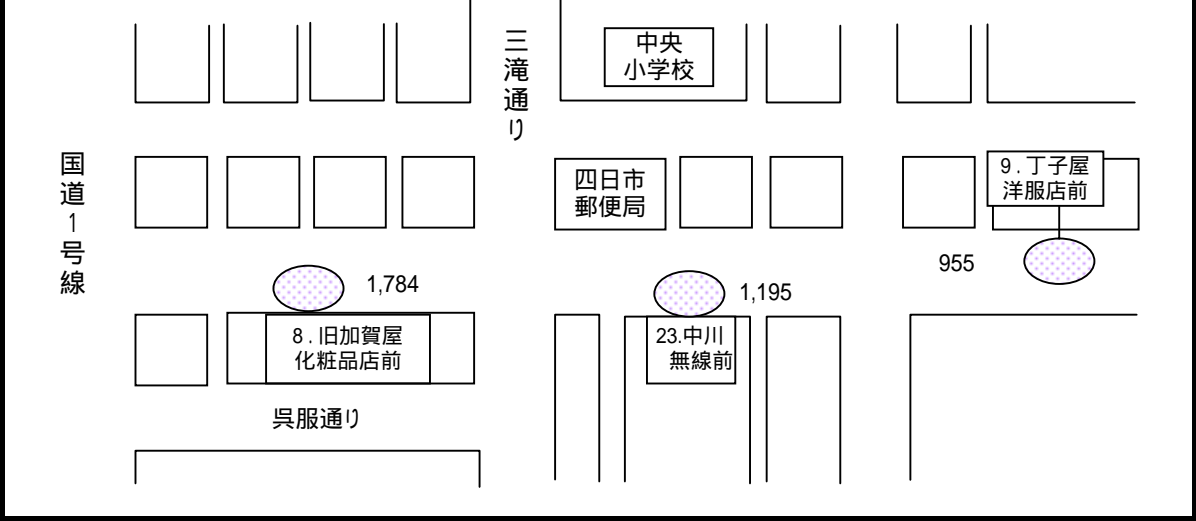 中央
小学校
三滝通り
国道1号線
四日市
郵便局
9.丁子屋
洋服店前
955
1,784
1,195
8.旧加賀屋
化粧品店前
23.中川
無線前
呉服通り